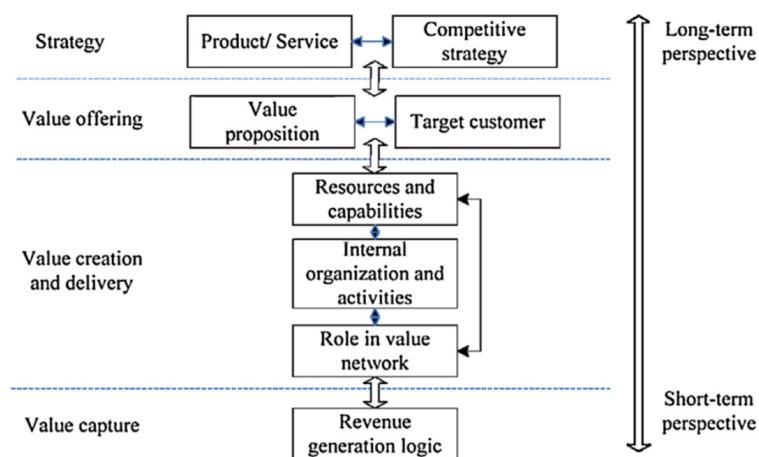 Strategy
Product/ Service
Competitive
strategy
Long-term
perspective
Value offering
Value
proposition
Target customer
Value creation
and delivery
Resources and
capabilities
Internal
organization and
activities
Role in value
network
Value capture
Revenue
generation logic
Short-term
perspective